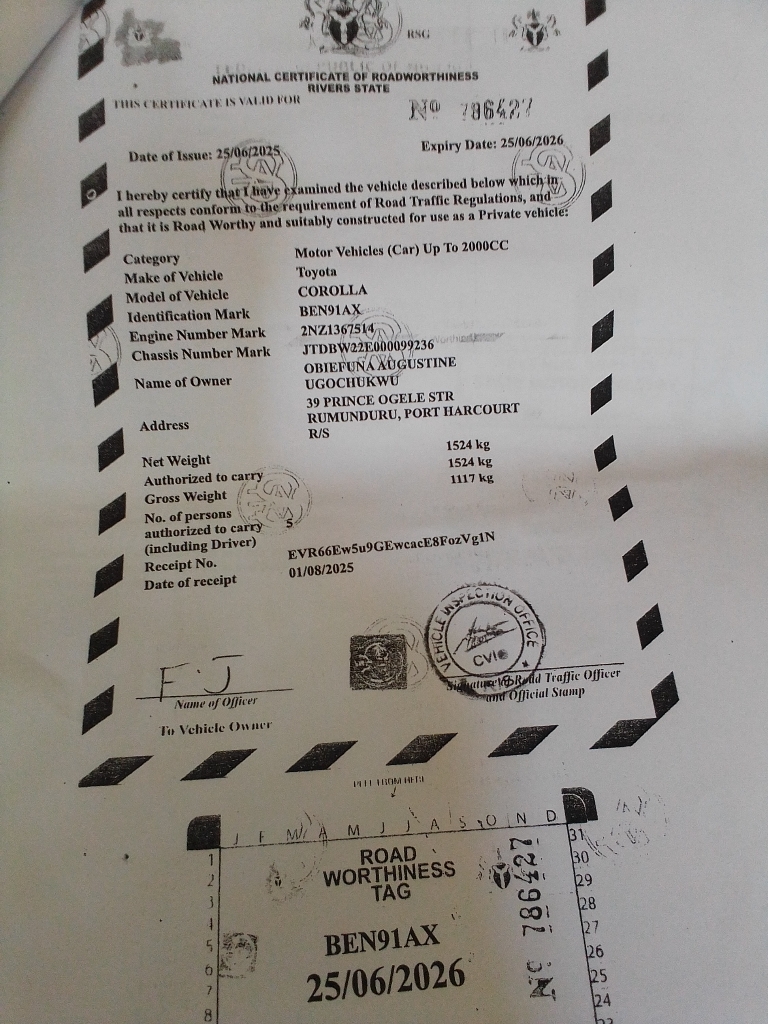 RSG
NATIONAL CERTIFICATE OF ROADWORTHINESS
RIVERS STATE
THIS CERTIFICATE IS VALID FOR
Nº 786427
Date of Issue: 25/06/2025
Expiry Date: 25/06/2026
I hereby certify that I have examined the vehicle described below which in
all respects conform to the requirement of Road Traffic Regulations, and
that it is Road Worthy and suitably constructed for use as a Private vehicle:
Category Motor Vehicles (Car) Up To 2000CC
Make of Vehicle Toyota
Model of Vehicle COROLLA
Identification Mark BEN91AX
Engine Number Mark 2NZ1367514
Chassis Number Mark JTDBW22E000099236
Name of Owner OBIEFUNA AUGUSTINE
UGOCHUKWU
Address 39 PRINCE OGELE STR
RUMUNDURU, PORT HARCOURT
R/S
Net Weight 1524 kg
Authorized to carry 1524 kg
Gross Weight 1117 kg
No. of persons
authorized to carry 5
(including Driver)
Receipt No. EVR66Ew5u9GEwcacE8FozVg1N
Date of receipt 01/08/2025
VEHICLE INSPECTION OFFICE
CVIO
F.J
Name of Officer
Signature of Road Traffic Officer
and Official Stamp
To Vehicle Owner
PEEL FROM HERE
J F M A M J J A S O N D
1
2
3
4
5
6
7
8
ROAD
WORTHINESS
TAG
BEN91AX
25/06/2026
Nº 786427
31
30
29
28
27
26
25
24